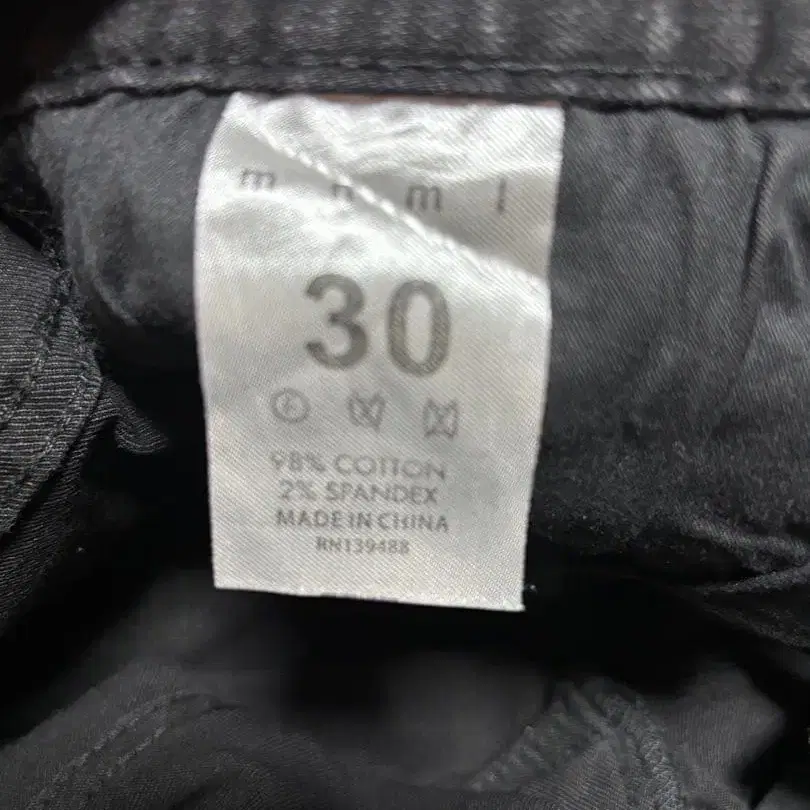 m n m l
30
98% COTTON
2% SPANDEX
MADE IN CHINA
RN139488